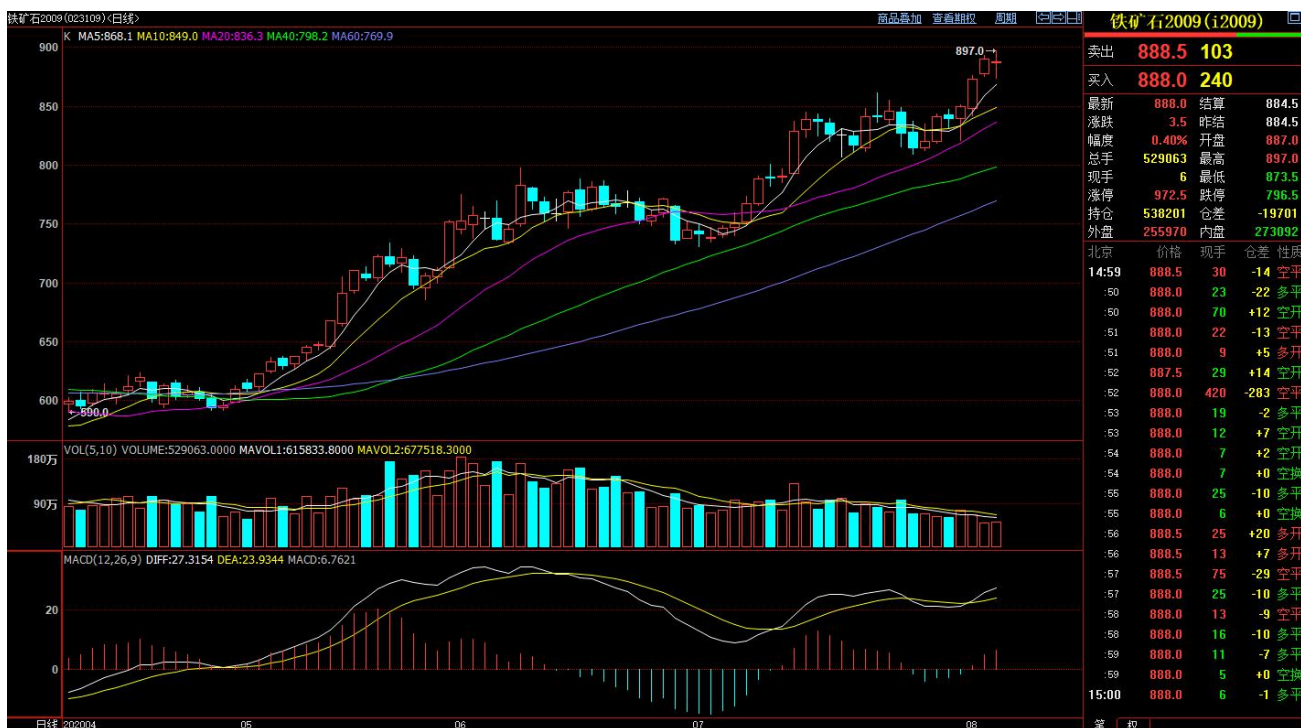 铁矿石2009(023109)<日线>
商品叠加 查看期权 周期
K MA5:868.1 MA10:849.0 MA20:836.3 MA40:798.2 MA60:769.9
900
897.0→
850
800
750
700
650
600
←590.0
VOL(5,10) VOLUME:529063.0000 MAVOL1:615833.8000 MAVOL2:677518.3000
180万
90万
MACD(12,26,9) DIFF:27.3154 DEA:23.9344 MACD:6.7621
20
0
日线 202004 05 06 07 08
铁矿石2009(i2009)
卖出 888.5 103
买入 888.0 240
最新 888.0 结算 884.5
涨跌 3.5 昨结 884.5
幅度 0.40% 开盘 887.0
总手 529063 最高 897.0
现手 6 最低 873.5
涨停 972.5 跌停 796.5
持仓 538201 仓差 -19701
外盘 255970 内盘 273092
北京 价格 现手 仓差 性质
14:59 888.5 30 -14 空平
:50 888.0 23 -22 多平
:50 888.0 70 +12 空开
:51 888.0 22 -13 空平
:51 888.0 9 +5 多开
:52 887.5 29 +14 空开
:52 888.0 420 -283 空平
:53 888.0 19 -2 多平
:53 888.0 12 +7 空开
:54 888.0 7 +2 空开
:54 888.0 7 +0 空换
:55 888.0 25 -10 多平
:55 888.0 6 +0 空换
:56 888.5 25 +20 多开
:56 888.5 13 +7 多开
:57 888.5 75 -29 空平
:57 888.0 25 -10 多平
:58 888.0 13 -9 空平
:58 888.0 16 -10 多平
:59 888.0 11 -7 多平
:59 888.0 5 +0 空换
15:00 888.0 6 -1 多平
笔 权